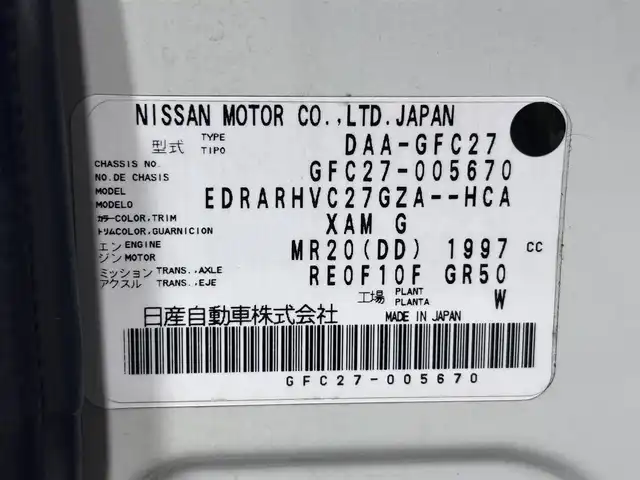 NISSAN MOTOR CO.,LTD.JAPAN
型式 TYPE TIPO DAA-GFC27
CHASSIS NO. NO.DE CHASIS GFC27-005670
MODEL MODELO EDRARHVC27GZA--HCA
カラー COLOR,TRIM トリムCOLOR,GUARNICION XAM G
エンジン ENGINE MOTOR MR20(DD) 1997 CC
ミッション TRANS.,AXLE アクスル TRANS.,EJE RE0F10F GR50
工場 PLANT PLANTA W
日産自動車株式会社 MADE IN JAPAN
GFC27-005670